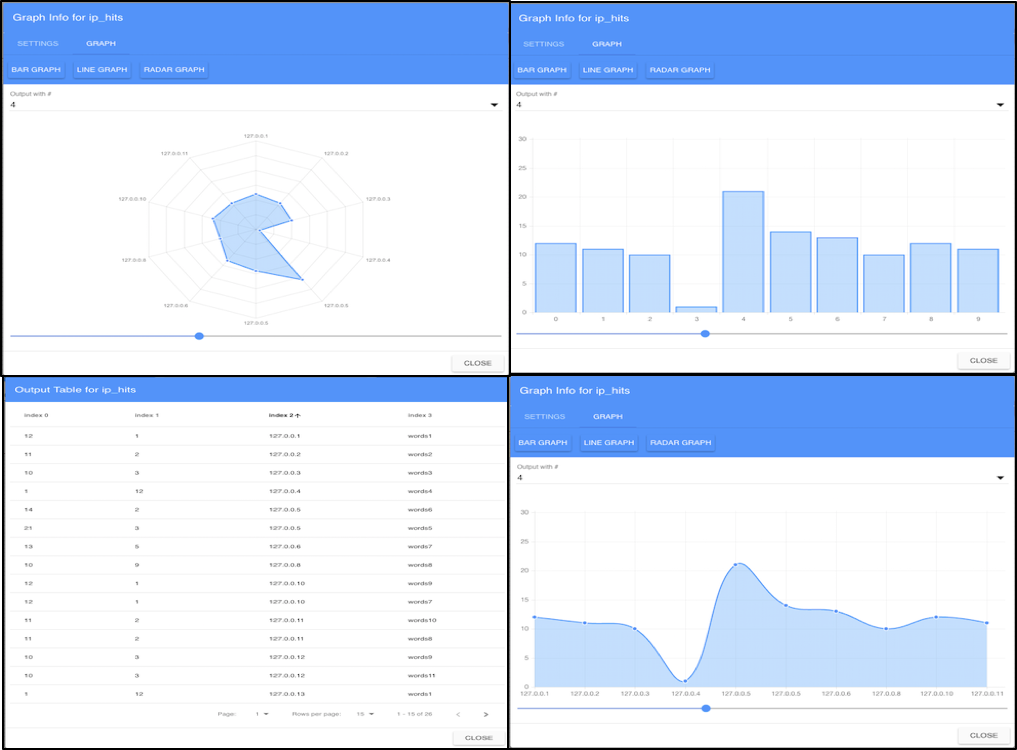 Graph Info for ip_hits
SETTINGS GRAPH
BAR GRAPH LINE GRAPH RADAR GRAPH
Output with #
4
127.0.0.1
127.0.0.11 127.0.0.2
127.0.0.10 127.0.0.3
127.0.0.8 127.0.0.4
127.0.0.6 127.0.0.5
127.0.0.5
CLOSE
Graph Info for ip_hits
SETTINGS GRAPH
BAR GRAPH LINE GRAPH RADAR GRAPH
Output with #
4
30
25
20
15
10
5
0
0 1 2 3 4 5 6 7 8 9
CLOSE
Output Table for ip_hits
index 0 index 1 index 2 index 3
12 1 127.0.0.1 words1
11 2 127.0.0.2 words2
10 3 127.0.0.3 words3
1 12 127.0.0.4 words4
14 2 127.0.0.5 words6
21 3 127.0.0.5 words5
13 5 127.0.0.6 words7
10 9 127.0.0.8 words8
12 1 127.0.0.10 words9
12 1 127.0.0.10 words7
11 2 127.0.0.11 words10
11 2 127.0.0.11 words8
10 3 127.0.0.12 words9
10 3 127.0.0.12 words11
1 12 127.0.0.13 words1
Page: 1 Rows per page: 15 1 - 15 of 26
CLOSE
Graph Info for ip_hits
SETTINGS GRAPH
BAR GRAPH LINE GRAPH RADAR GRAPH
Output with #
4
30
25
20
15
10
5
0
127.0.0.1 127.0.0.2 127.0.0.3 127.0.0.4 127.0.0.5 127.0.0.5 127.0.0.6 127.0.0.8 127.0.0.10 127.0.0.11
CLOSE